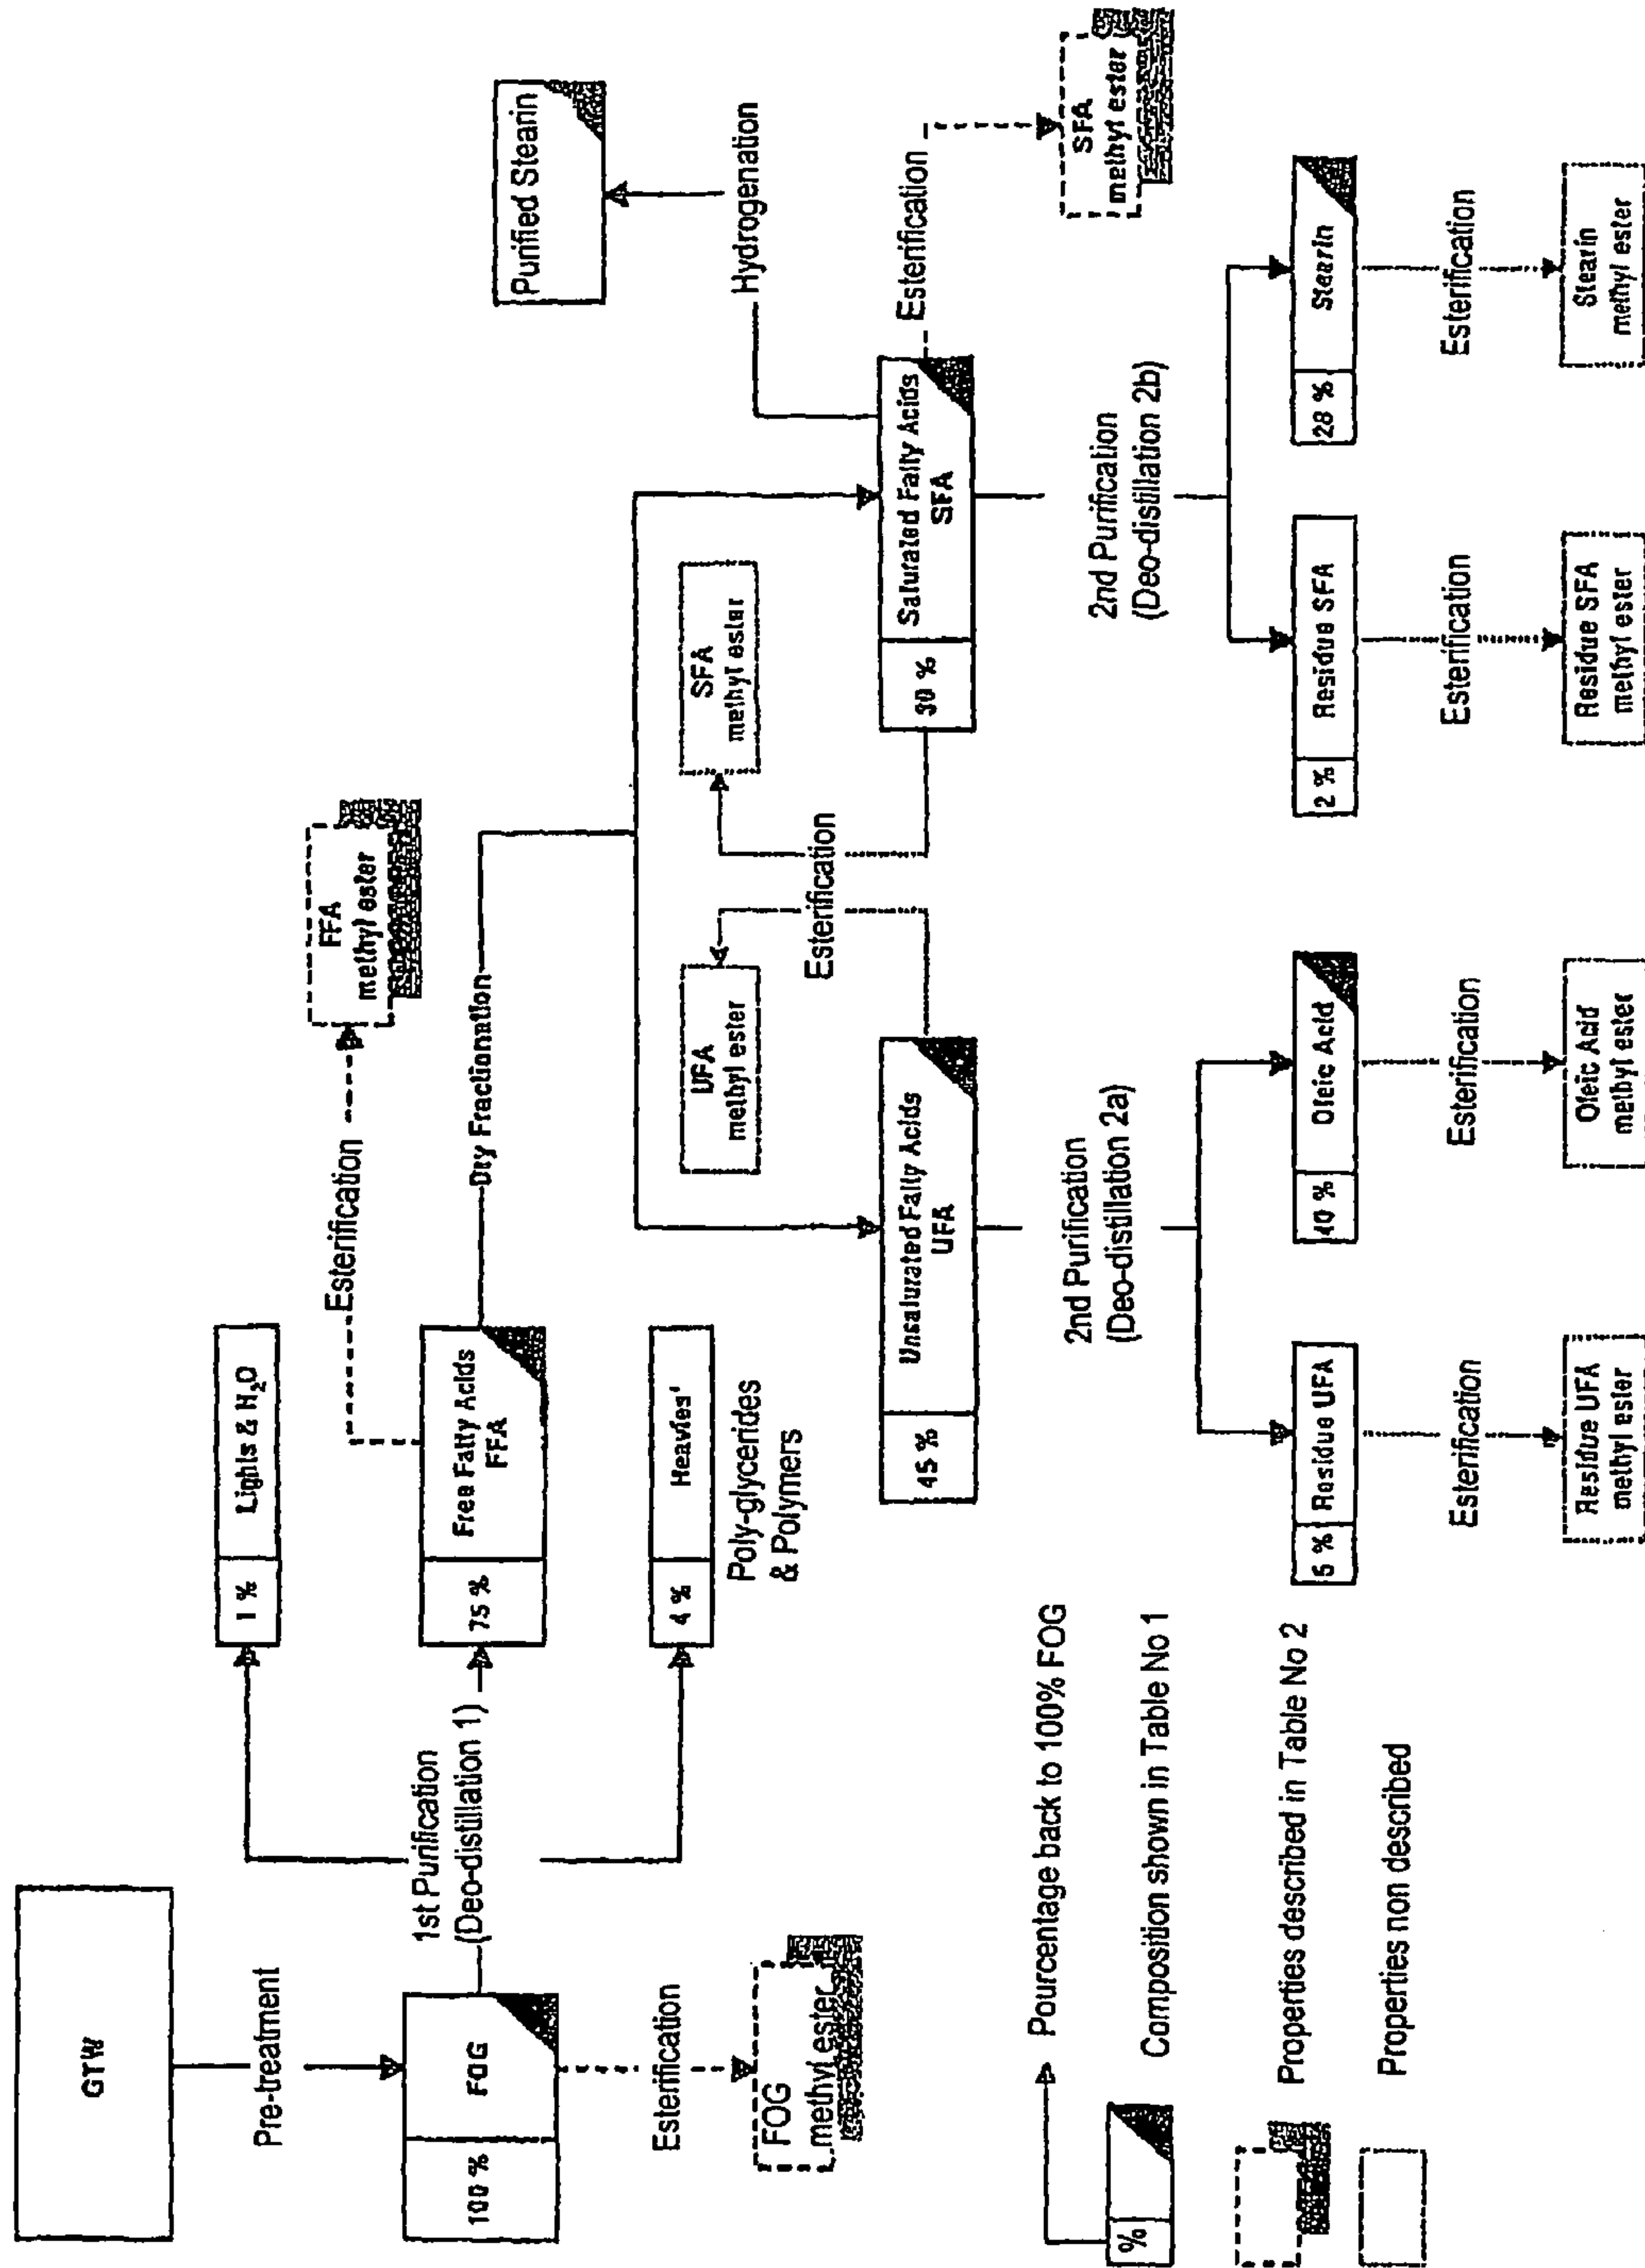 GTW
Pre-treatment
100 %
FOG
Esterification
FOG
methyl ester
1st Purification
(Deo-distillation 1)
1 %
Lights & H₂O
75 %
Free Fatty Acids
FFA
4 %
Heavies'
Poly-glycerides
& Polymers
Esterification
FFA
methyl ester
Dry Fractionnation
UFA
methyl ester
SFA
methyl ester
Esterification
45 %
Unsaturated Fatty Acids
UFA
30 %
Saturated Fatty Acids
SFA
Hydrogenation
Purified Stearin
Esterification
SFA
methyl ester
2nd Purification
(Deo-distillation 2a)
2nd Purification
(Deo-distillation 2b)
5 %
Residue UFA
40 %
Oleic Acid
2 %
Residue SFA
28 %
Stearin
Esterification
Esterification
Esterification
Esterification
Residue UFA
methyl ester
Oleic Acid
methyl ester
Residue SFA
methyl ester
Stearin
methyl ester
%
Pourcentage back to 100% FOG
Composition shown in Table No 1
Properties described in Table No 2
Properties non described